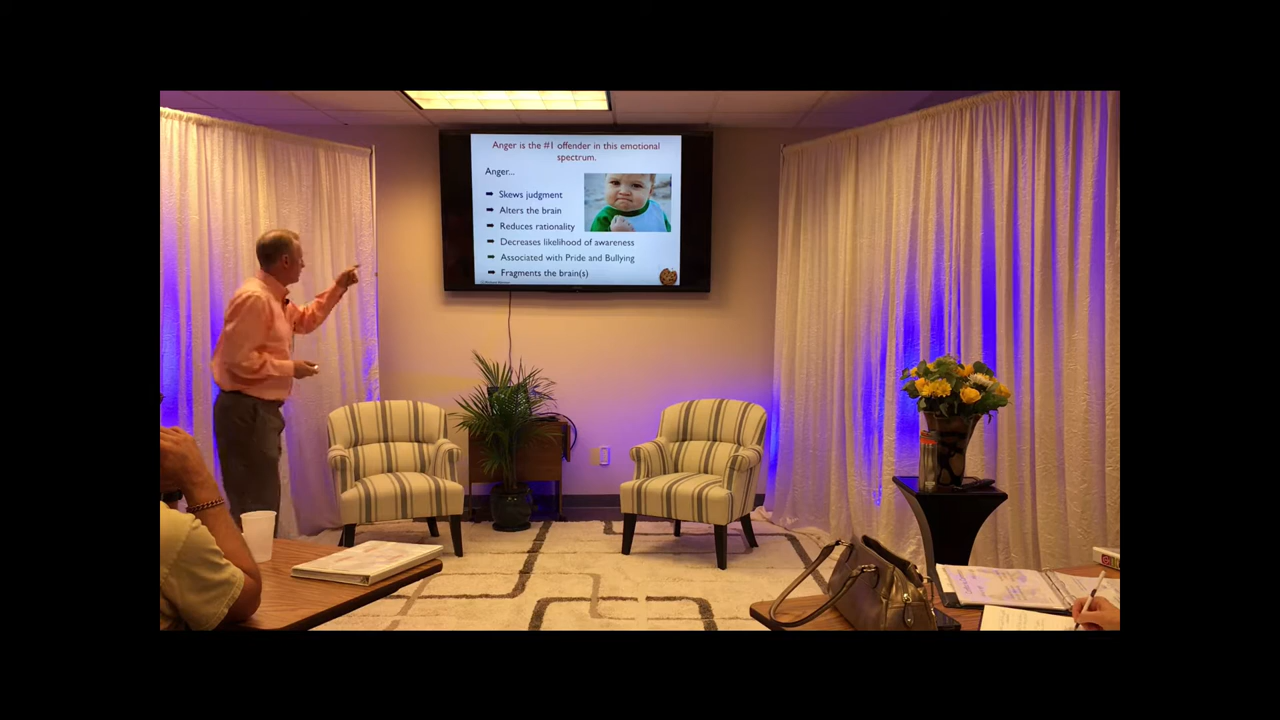 Anger is the #1 offender in this emotional
spectrum.
Anger...
Skews judgment
Alters the brain
Reduces rationality
Decreases likelihood of awareness
Associated with Pride and Bullying
Fragments the brain(s)